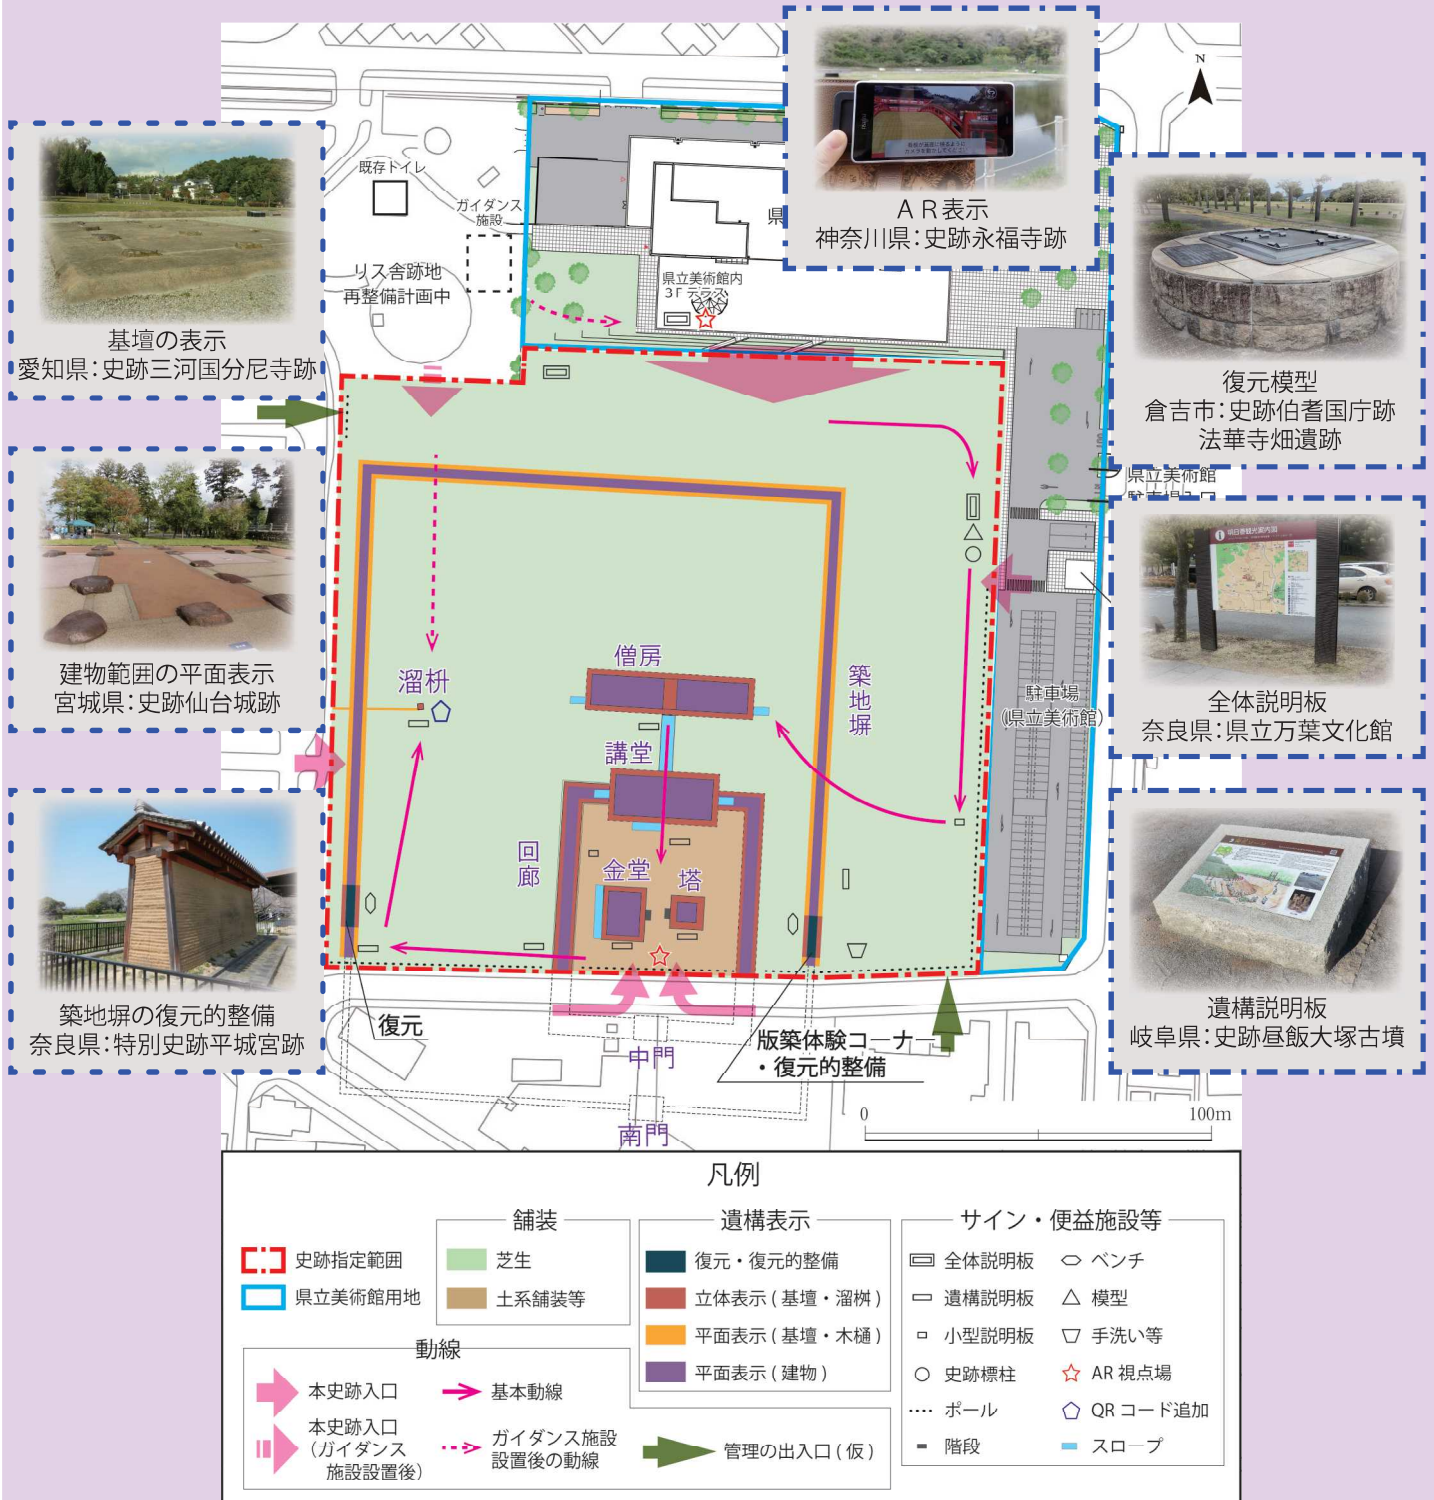 N
既存トイレ
ガイダンス
施設
リス舎跡地
再整備計画中
県
県立美術館内
3Fテラス
基壇の表示
愛知県：史跡三河国分尼寺跡
建物範囲の平面表示
宮城県：史跡仙台城跡
築地塀の復元的整備
奈良県：特別史跡平城宮跡
ＡＲ表示
神奈川県：史跡永福寺跡
復元模型
倉吉市：史跡伯耆国庁跡
法華寺畑遺跡
県立美術館
駐車場入口
明日香観光案内図
全体説明板
奈良県：県立万葉文化館
遺構説明板
岐阜県：史跡昼飯大塚古墳
僧房
溜枡
築地塀
講堂
駐車場
(県立美術館)
回廊
金堂
塔
復元
版築体験コーナー
・復元的整備
中門
南門
0
100m
凡例
史跡指定範囲
県立美術館用地
舗装
芝生
土系舗装等
遺構表示
復元・復元的整備
立体表示 ( 基壇・溜桝 )
平面表示 ( 基壇・木樋 )
平面表示 ( 建物 )
サイン・便益施設等
全体説明板
遺構説明板
小型説明板
史跡標柱
ポール
階段
ベンチ
模型
手洗い等
AR 視点場
QR コード追加
スロープ
動線
本史跡入口
本史跡入口
（ガイダンス
施設設置後）
基本動線
ガイダンス施設
設置後の動線
管理の出入口 ( 仮 )